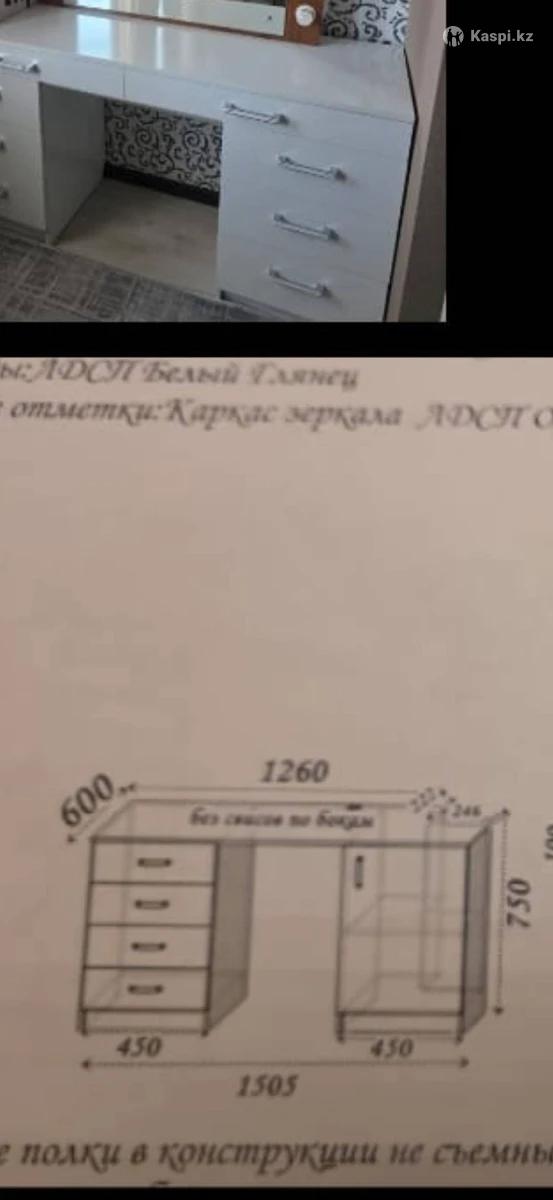 Kaspi.kz
ы:ЛДСП Белый Глянец
отметки:Каркас зеркала ЛДСП
1260
600
без свисов по бокам
246
750
450
450
1505
е полки в конструкции не съемны